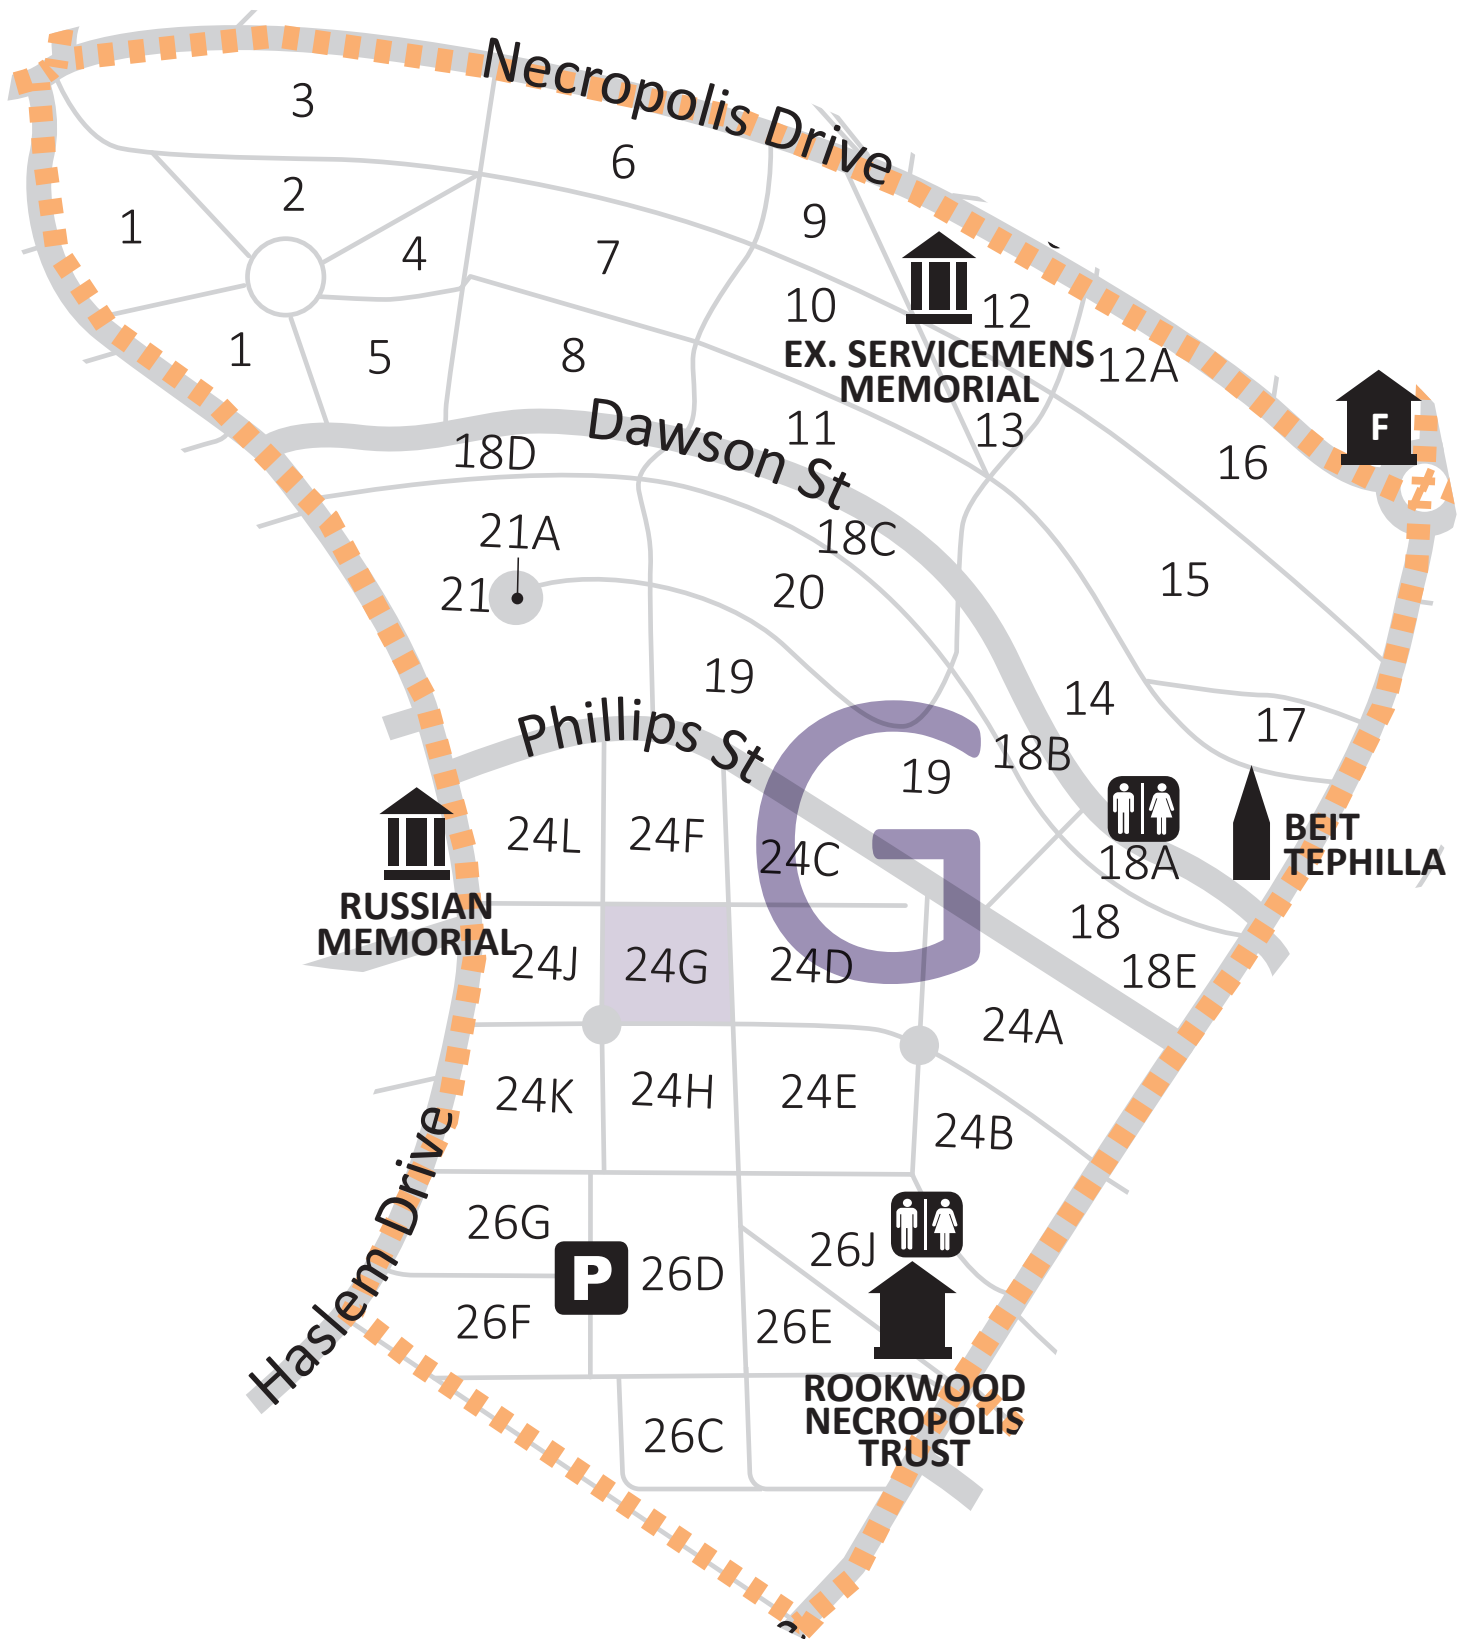 Necropolis Drive
3
6
2
1
9
4
7
10
12
EX. SERVICEMENS
MEMORIAL
12A
1
5
8
F
Dawson St
11
13
18D
16
18C
21A
21
20
15
19
14
17
Phillips St
18B
19
24L
24F
24C
G
BEIT
TEPHILLA
18A
RUSSIAN
MEMORIAL
18
24J
24G
24D
18E
24A
24K
24H
24E
24B
Haslem Drive
26G
26J
P
26D
26F
26E
ROOKWOOD
NECROPOLIS
TRUST
26C